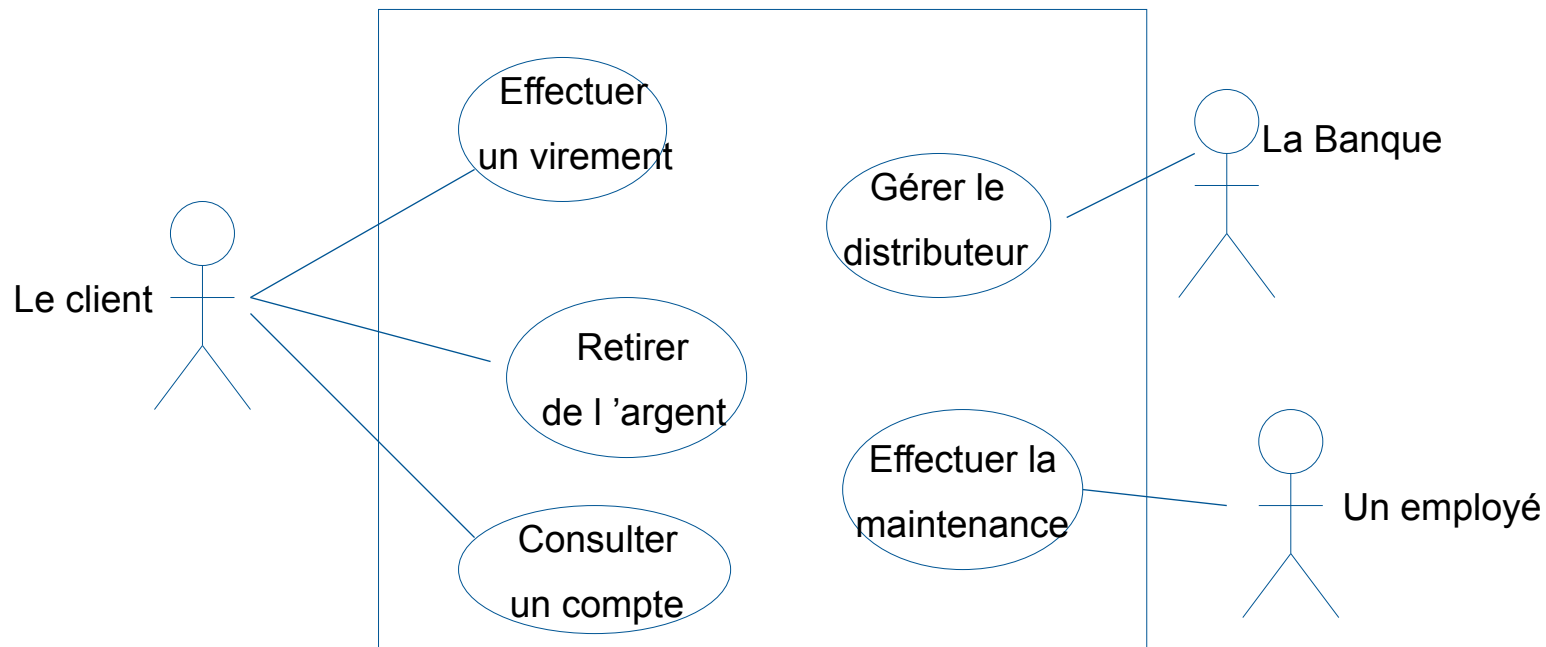 Effectuer
un virement
La Banque
Gérer le
distributeur
Le client
Retirer
de l ’argent
Effectuer la
maintenance
Un employé
Consulter
un compte